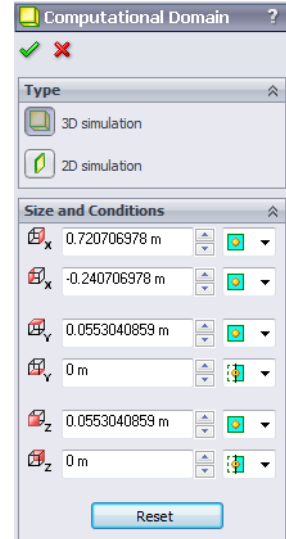 Computational Domain ?
Type
3D simulation
2D simulation
Size and Conditions
X 0.720706978 m
X -0.240706978 m
Y 0.0553040859 m
Y 0 m
Z 0.0553040859 m
Z 0 m
Reset